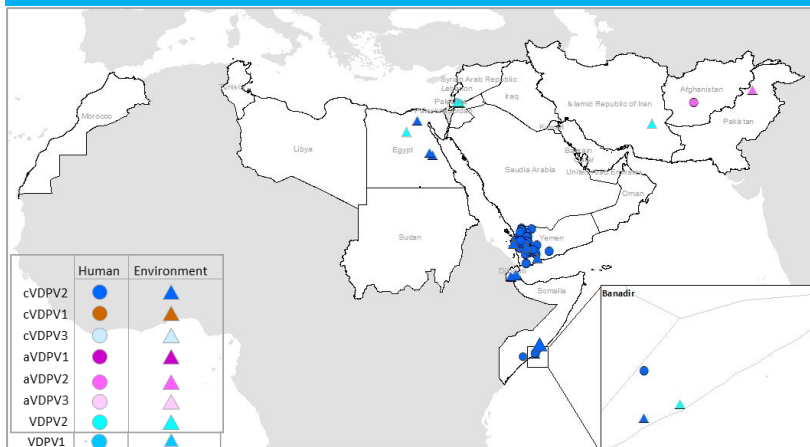 Syrian Arab Republic
Tunisia
Lebanon
Afghanistan
Iraq
Islamic Republic of Iran
Morocco
Pakistan
Libya
Egypt
Bahrain
Qatar
United Arab Emirates
Saudia Arabia
Oman
Sudan
Yemen
Djibouti
Somalia
Human Environment
cVDPV2
cVDPV1
cVDPV3
aVDPV1
aVDPV2
aVDPV3
VDPV2
VDPV1
Banadir